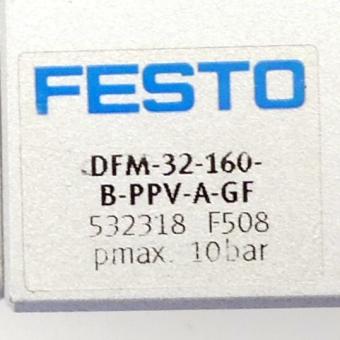 FESTO
DFM-32-160-
B-PPV-A-GF
532318 F508
pmax. 10bar